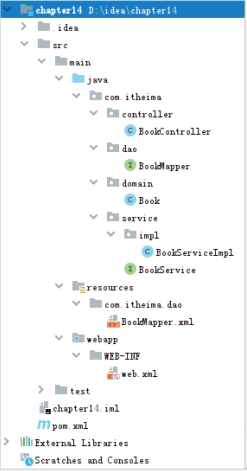 chapter14 D:\idea\chapter14
.idea
src
main
java
com.itheima
controller
BookController
dao
BookMapper
domain
Book
service
impl
BookServiceImpl
BookService
resources
com.itheima.dao
BookMapper.xml
webapp
WEB-INF
web.xml
test
chapter14.iml
pom.xml
External Libraries
Scratches and Consoles